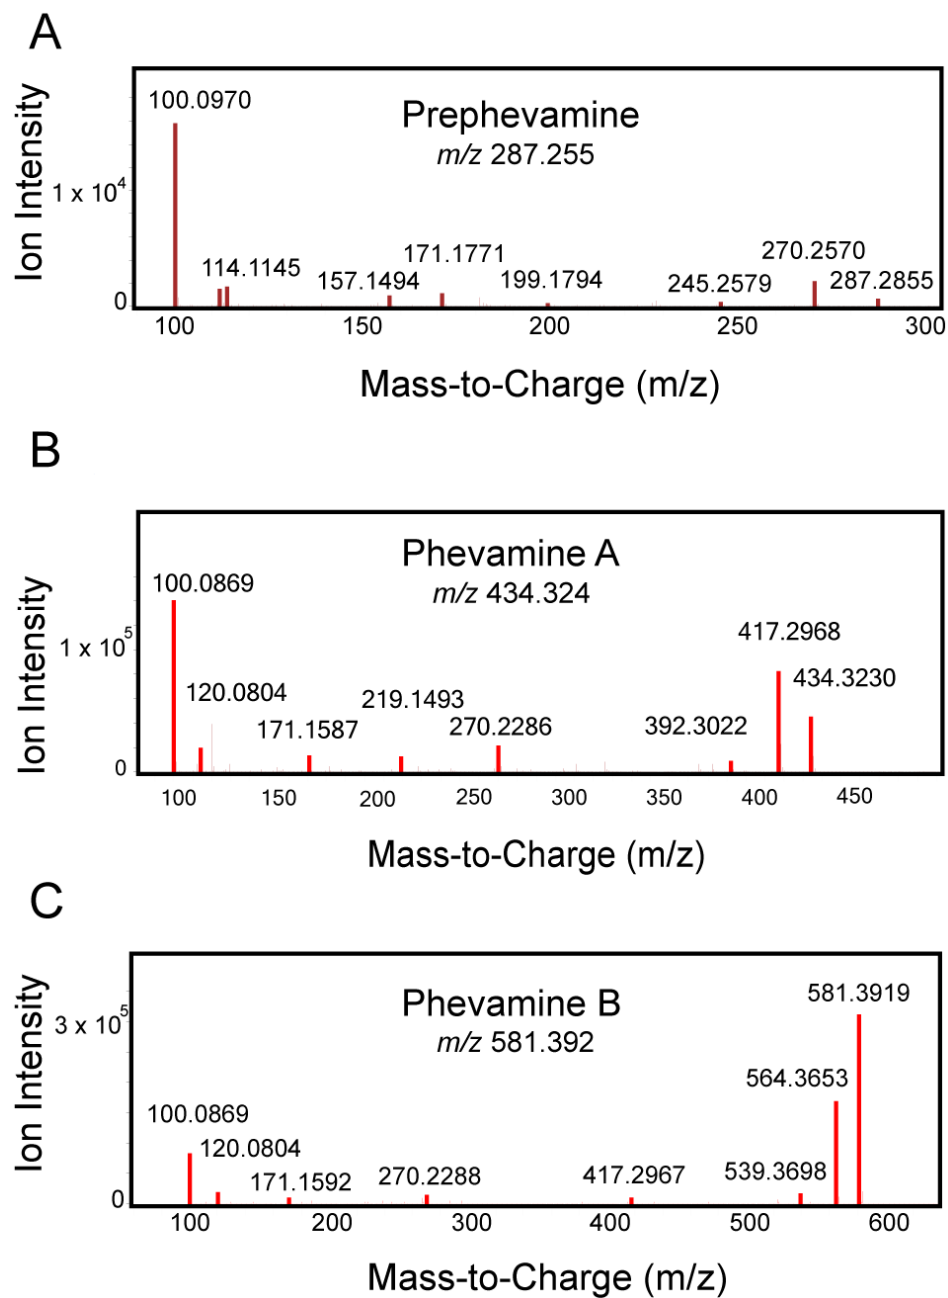 A
Ion Intensity
1 x 10⁴
0
100.0970
Prephevamine
m/z 287.255
114.1145
157.1494
171.1771
199.1794
245.2579
270.2570
287.2855
100
150
200
250
300
Mass-to-Charge (m/z)
B
Ion Intensity
1 x 10⁵
0
100.0869
Phevamine A
m/z 434.324
120.0804
171.1587
219.1493
270.2286
392.3022
417.2968
434.3230
100
150
200
250
300
350
400
450
Mass-to-Charge (m/z)
C
Ion Intensity
3 x 10⁵
0
Phevamine B
m/z 581.392
581.3919
564.3653
100.0869
120.0804
171.1592
270.2288
417.2967
539.3698
100
200
300
400
500
600
Mass-to-Charge (m/z)